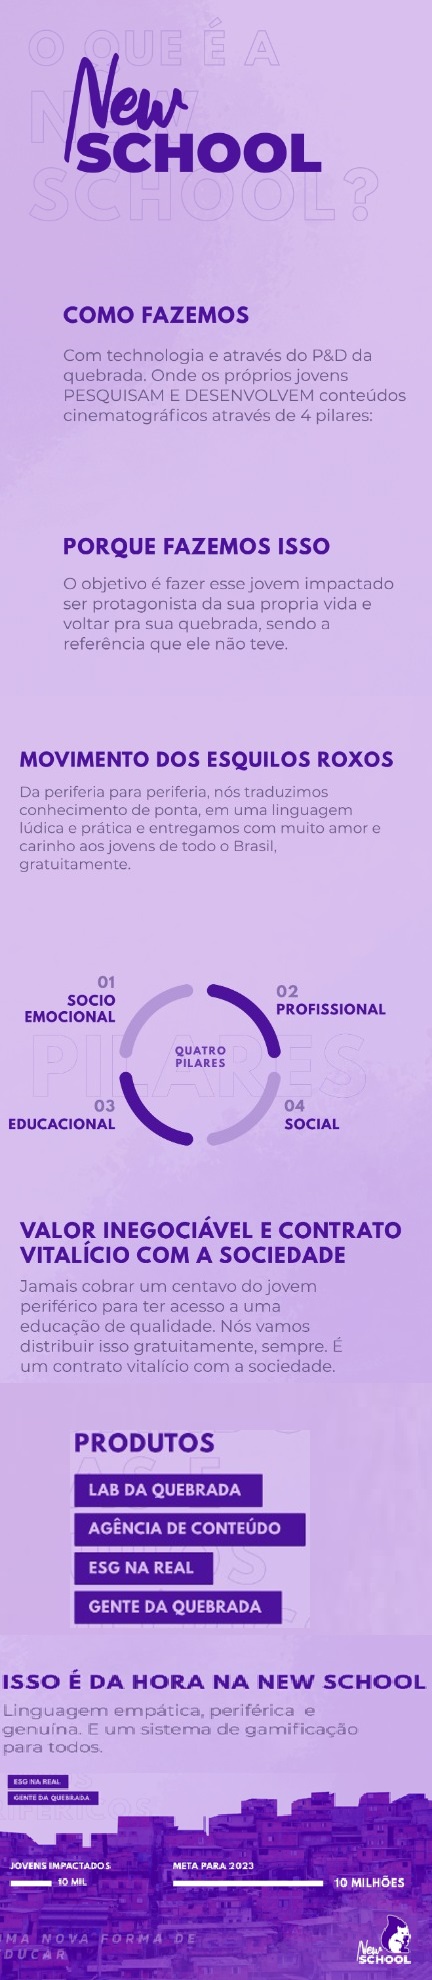 O QUE É A
NEW
SCHOOL?
New
SCHOOL
COMO FAZEMOS
Com technologia e através do P&D da
quebrada. Onde os próprios jovens
PESQUISAM E DESENVOLVEM conteúdos
cinematográficos através de 4 pilares:
PORQUE FAZEMOS ISSO
O objetivo é fazer esse jovem impactado
ser protagonista da sua propria vida e
voltar pra sua quebrada, sendo a
referência que ele não teve.
MOVIMENTO DOS ESQUILOS ROXOS
Da periferia para periferia, nós traduzimos
conhecimento de ponta, em uma linguagem
lúdica e prática e entregamos com muito amor e
carinho aos jovens de todo o Brasil,
gratuitamente.
PILARES
01
SOCIO
EMOCIONAL
02
PROFISSIONAL
QUATRO
PILARES
03
EDUCACIONAL
04
SOCIAL
VALOR INEGOCIÁVEL E CONTRATO
VITALÍCIO COM A SOCIEDADE
Jamais cobrar um centavo do jovem
periférico para ter acesso a uma
educação de qualidade. Nós vamos
distribuir isso gratuitamente, sempre. É
um contrato vitalício com a sociedade.
PRODUTOS
LAB DA QUEBRADA
AGÊNCIA DE CONTEÚDO
ESG NA REAL
GENTE DA QUEBRADA
ISSO É DA HORA NA NEW SCHOOL
Linguagem empática, periférica e
genuína. E um sistema de gamificação
para todos.
ESG NA REAL
GENTE DA QUEBRADA
JOVENS IMPACTADOS
10 MIL
META PARA 2023
10 MILHÕES
UMA NOVA FORMA DE
EDUCAR
New
SCHOOL